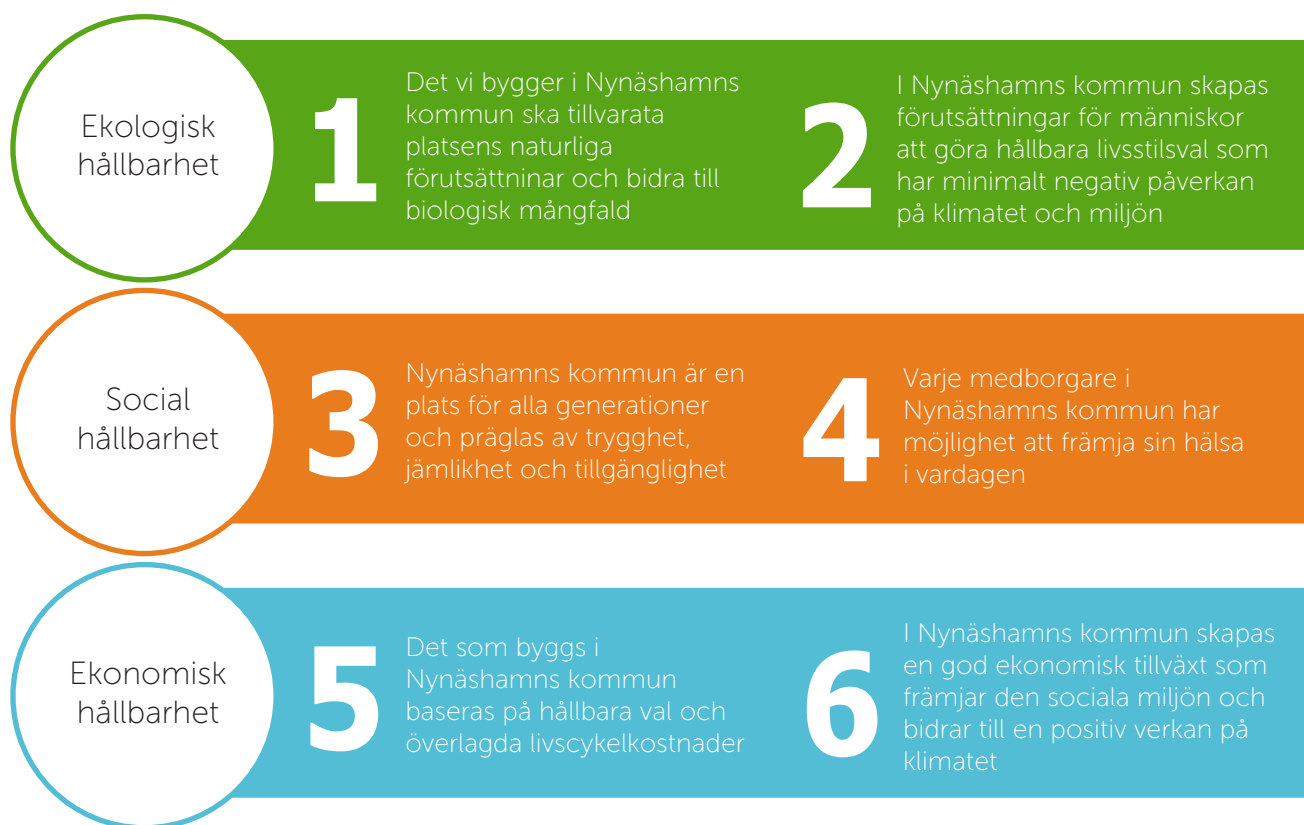 Ekologisk
hållbarhet
1
Det vi bygger i Nynäshamns
kommun ska tillvarata
platsens naturliga
förutsättninar och bidra till
biologisk mångfald
2
I Nynäshamns kommun skapas
förutsättningar för människor
att göra hållbara livsstilsval som
har minimalt negativ påverkan
på klimatet och miljön
Social
hållbarhet
3
Nynäshamns kommun är en
plats för alla generationer
och präglas av trygghet,
jämlikhet och tillgänglighet
4
Varje medborgare i
Nynäshamns kommun har
möjlighet att främja sin hälsa
i vardagen
Ekonomisk
hållbarhet
5
Det som byggs i
Nynäshamns kommun
baseras på hållbara val och
överlagda livscykelkostnader
6
I Nynäshamns kommun skapas
en god ekonomisk tillväxt som
främjar den sociala miljön och
bidrar till en positiv verkan på
klimatet